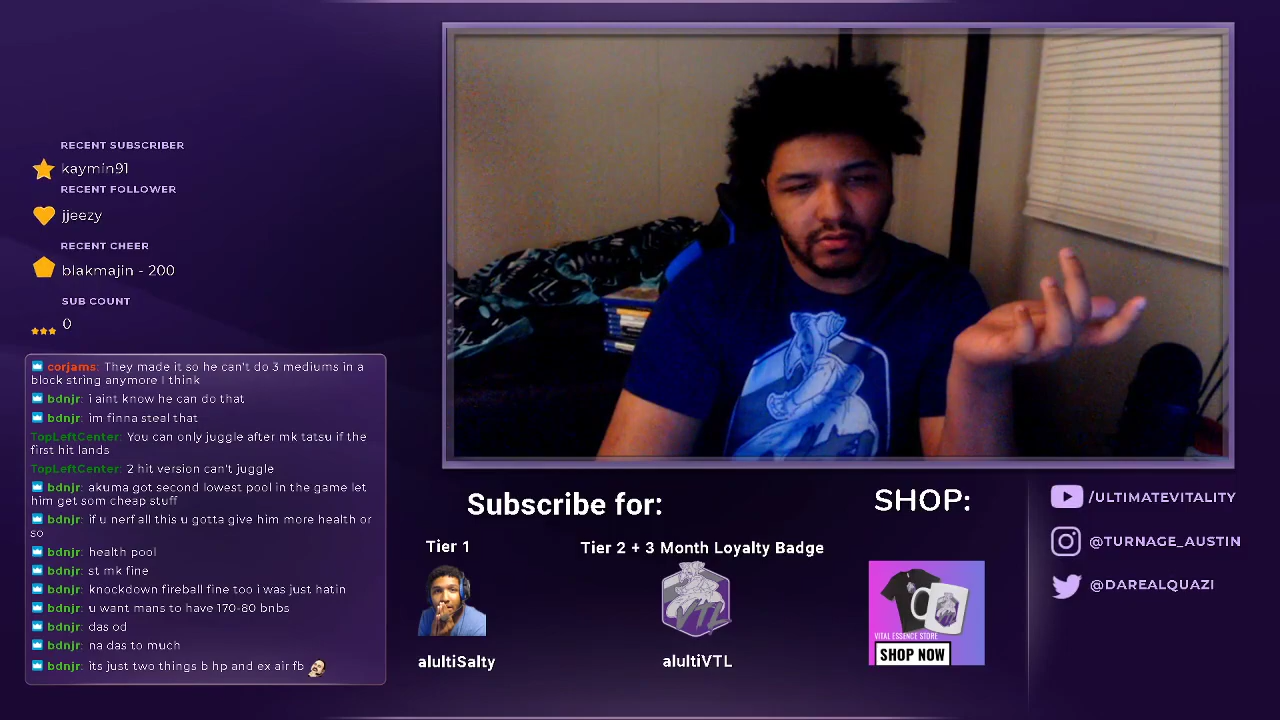 RECENT SUBSCRIBER
kaymin91
RECENT FOLLOWER
jjeezy
RECENT CHEER
blakmajin - 200
SUB COUNT
0
corjams: They made it so he can't do 3 mediums in a
block string anymore I think
bdnjr: i aint know he can do that
bdnjr: im finna steal that
TopLeftCenter: You can only juggle after mk tatsu if the
first hit lands
TopLeftCenter: 2 hit version can't juggle
bdnjr: akuma got second lowest pool in the game let
him get som cheap stuff
bdnjr: if u nerf all this u gotta give him more health or
so
bdnjr: health pool
bdnjr: st mk fine
bdnjr: knockdown fireball fine too i was just hatin
bdnjr: u want mans to have 170-80 bnbs
bdnjr: das od
bdnjr: na das to much
bdnjr: its just two things b hp and ex air fb
Subscribe for:
Tier 1
alultiSalty
Tier 2 + 3 Month Loyalty Badge
VTL
alultiVTL
SHOP:
VITAL ESSENCE STORE
SHOP NOW
/ULTIMATEVITALITY
@TURNAGE_AUSTIN
@DAREALQUAZI